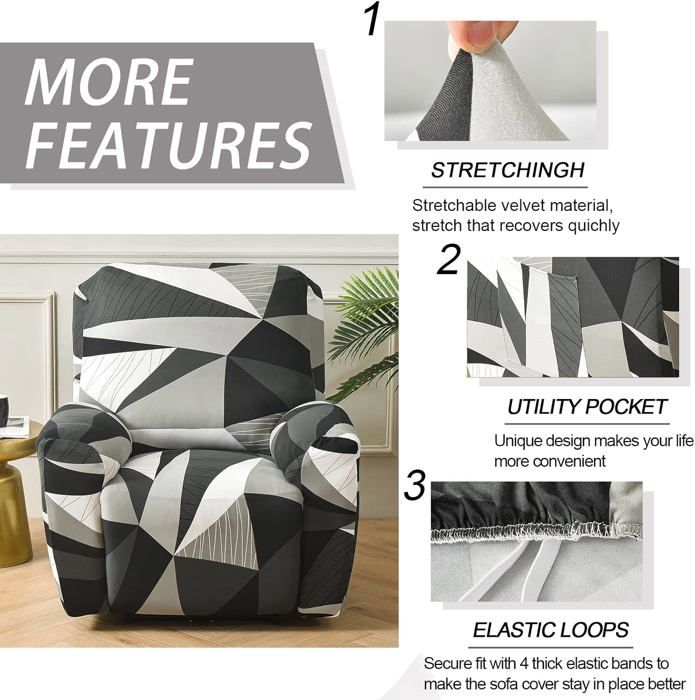 MORE
FEATURES
1
STRETCHINGH
Stretchable velvet material,
stretch that recovers quickly
2
UTILITY POCKET
Unique design makes your life
more convenient
3
ELASTIC LOOPS
Secure fit with 4 thick elastic bands to
make the sofa cover stay in place better